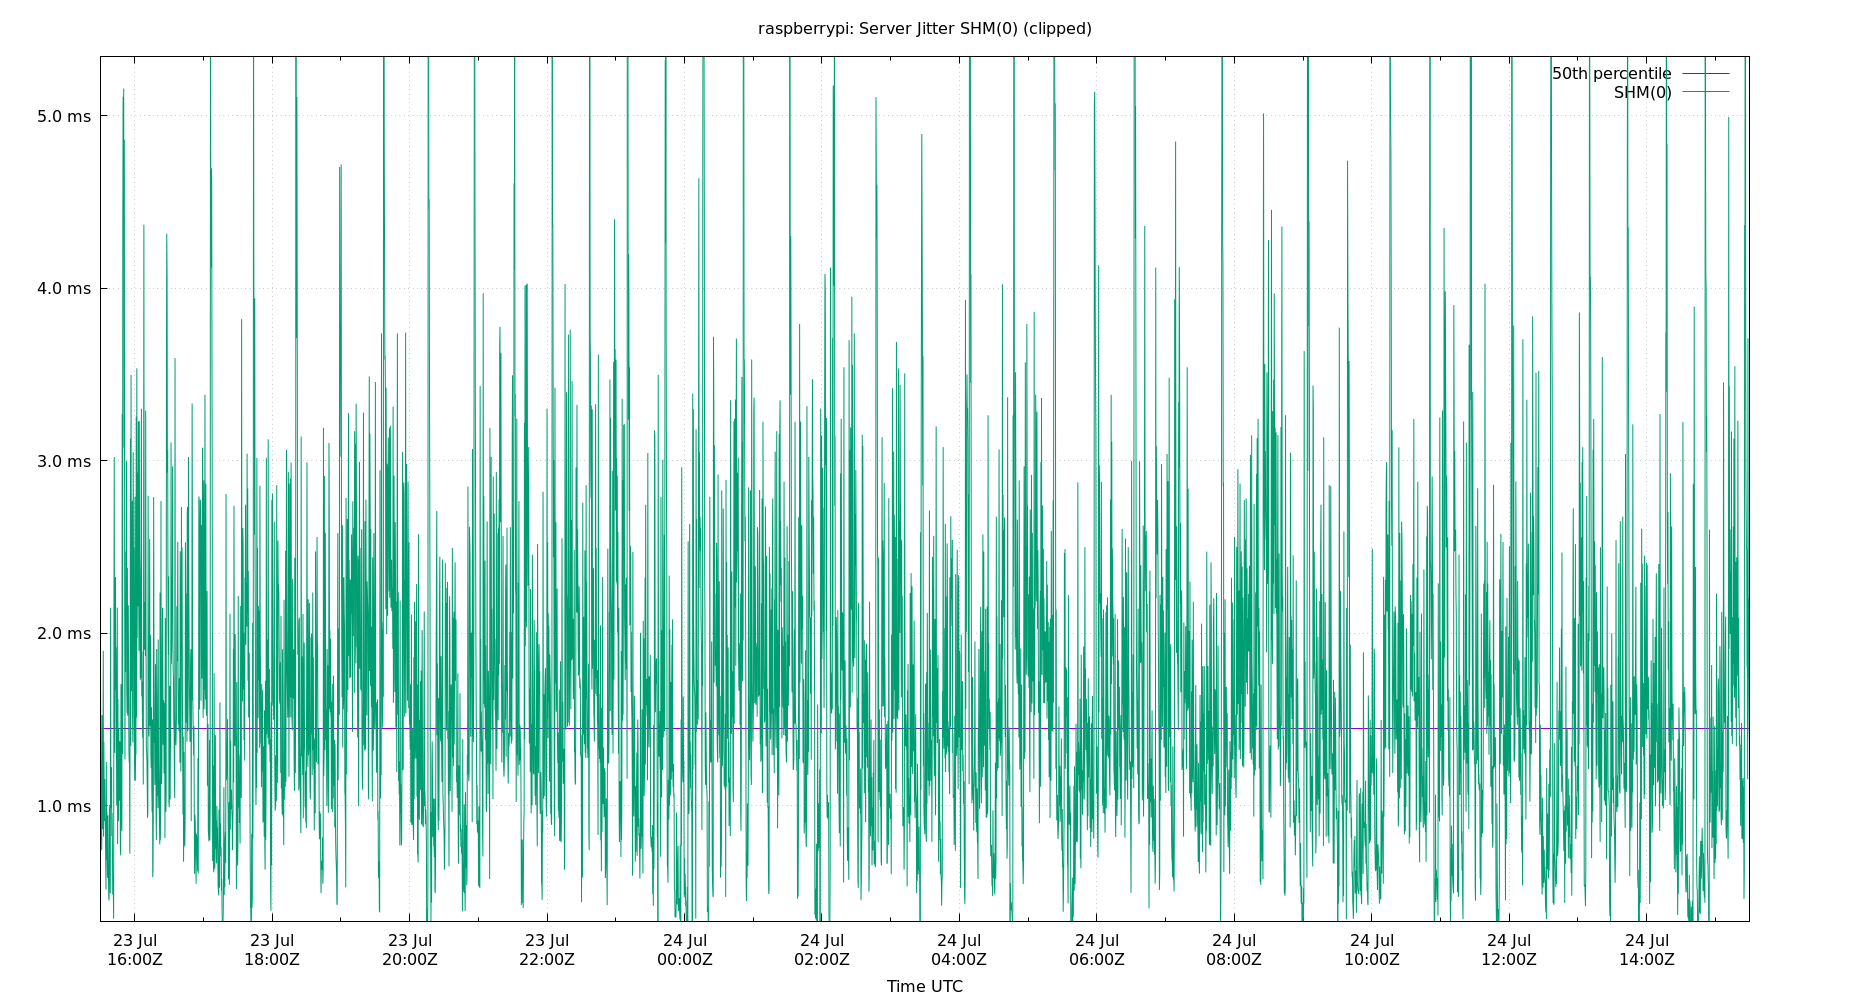 raspberrypi: Server Jitter SHM(0) (clipped)
50th percentile
SHM(0)
5.0 ms
4.0 ms
3.0 ms
2.0 ms
1.0 ms
23 Jul 23 Jul 23 Jul 23 Jul 24 Jul 24 Jul 24 Jul 24 Jul 24 Jul 24 Jul 24 Jul 24 Jul
16:00Z 18:00Z 20:00Z 22:00Z 00:00Z 02:00Z 04:00Z 06:00Z 08:00Z 10:00Z 12:00Z 14:00Z
Time UTC